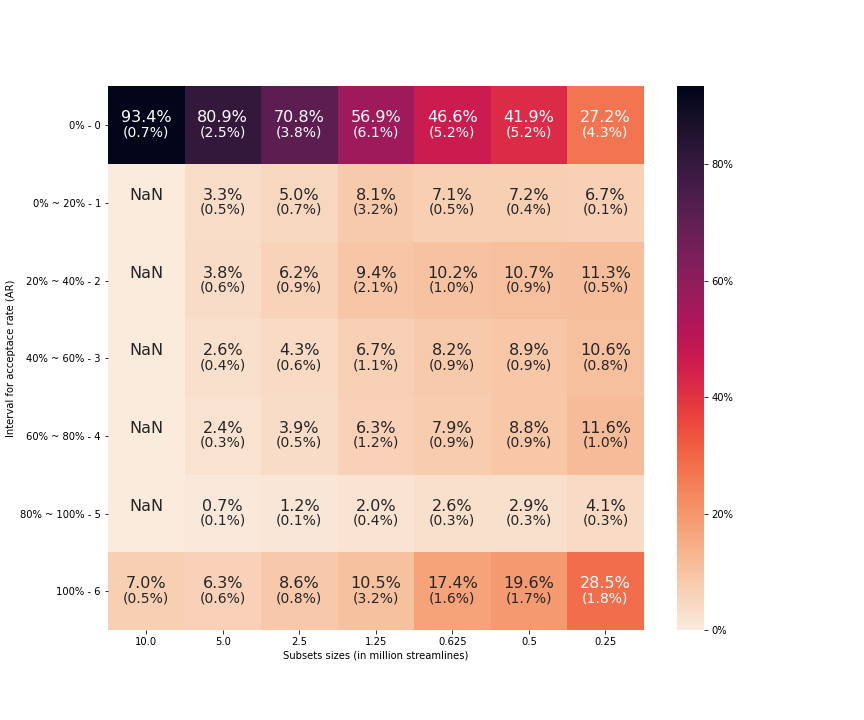 93.4% 80.9% 70.8% 56.9% 46.6% 41.9% 27.2%
0% - 0
(0.7%) (2.5%) (3.8%) (6.1%) (5.2%) (5.2%) (4.3%)
80%
NaN 3.3% 5.0% 8.1% 7.1% 7.2% 6.7%
0% ~ 20% - 1
(0.5%) (0.7%) (3.2%) (0.5%) (0.4%) (0.1%)
NaN 3.8% 6.2% 9.4% 10.2% 10.7% 11.3%
20% ~ 40% - 2
60%
(0.6%) (0.9%) (2.1%) (1.0%) (0.9%) (0.5%)
Interval for acceptace rate (AR)
NaN 2.6% 4.3% 6.7% 8.2% 8.9% 10.6%
40% ~ 60% - 3
(0.4%) (0.6%) (1.1%) (0.9%) (0.9%) (0.8%)
40%
NaN 2.4% 3.9% 6.3% 7.9% 8.8% 11.6%
60% ~ 80% - 4
(0.3%) (0.5%) (1.2%) (0.9%) (0.9%) (1.0%)
NaN 0.7% 1.2% 2.0% 2.6% 2.9% 4.1%
80% ~ 100% - 5
20%
(0.1%) (0.1%) (0.4%) (0.3%) (0.3%) (0.3%)
7.0% 6.3% 8.6% 10.5% 17.4% 19.6% 28.5%
100% - 6
(0.5%) (0.6%) (0.8%) (3.2%) (1.6%) (1.7%) (1.8%)
0%
10.0 5.0 2.5 1.25 0.625 0.5 0.25
Subsets sizes (in million streamlines)